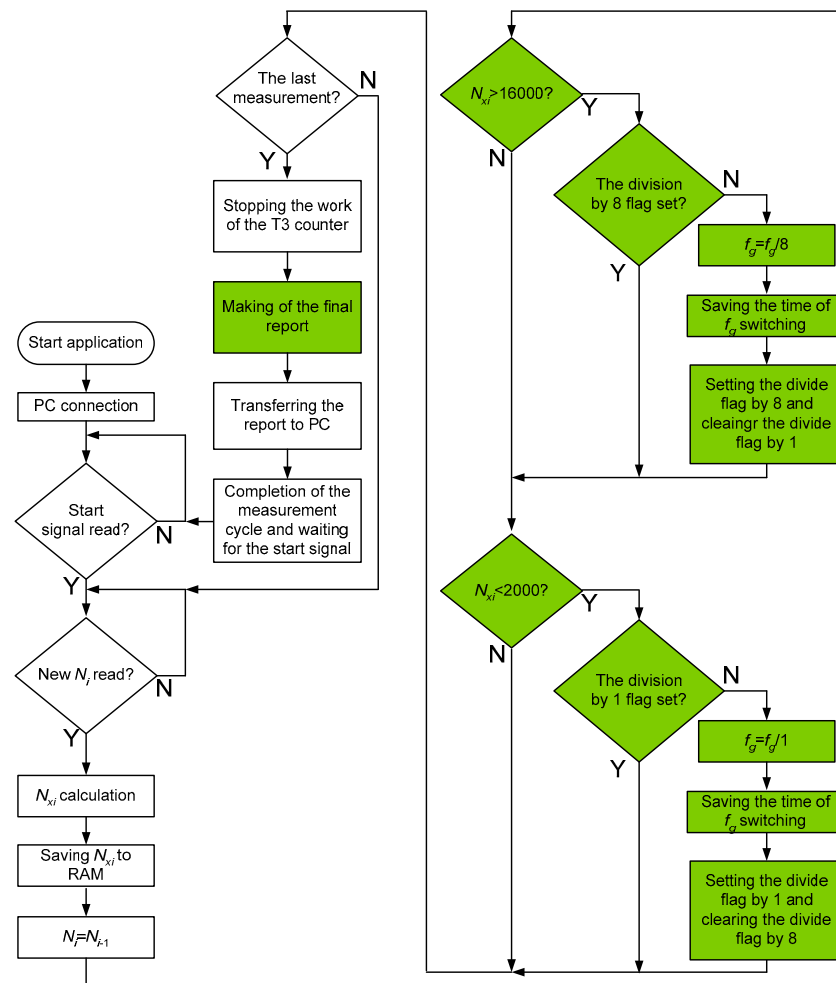 Start application
PC connection
Start
signal read?
N
Y
New Ni read?
N
Y
Nxi calculation
Saving Nxi to
RAM
Ni=Ni-1
The last
measurement?
N
Y
Stopping the work
of the T3 counter
Making of the final
report
Transferring the
report to PC
Completion of the
measurement
cycle and waiting
for the start signal
Nxi>16000?
Y
N
The division
by 8 flag set?
N
Y
fg=fg/8
Saving the time of
fg switching
Setting the divide
flag by 8 and
cleaingr the divide
flag by 1
Nxi<2000?
Y
N
The division
by 1 flag set?
N
Y
fg=fg/1
Saving the time of
fg switching
Setting the divide
flag by 1 and
clearing the divide
flag by 8